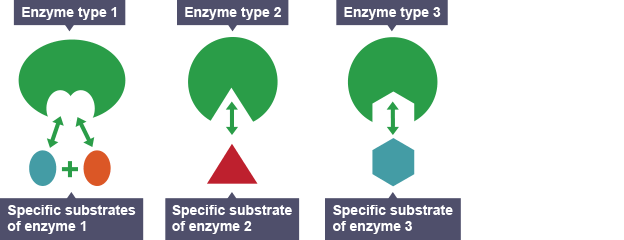 Enzyme type 1
Enzyme type 2
Enzyme type 3
+
Specific substrates
of enzyme 1
Specific substrate
of enzyme 2
Specific substrate
of enzyme 3